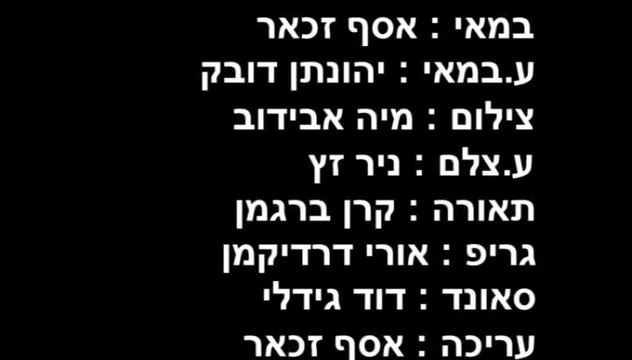 במאי : אסף זכאר
ע.במאי : יהונתן דובק
צילום : מיה אבידוב
ע.צלם : ניר זץ
תאורה : קרן ברגמן
גריפ : אורי דרדיקמן
סאונד : דוד גידלי
עריכה : אסף זכאר